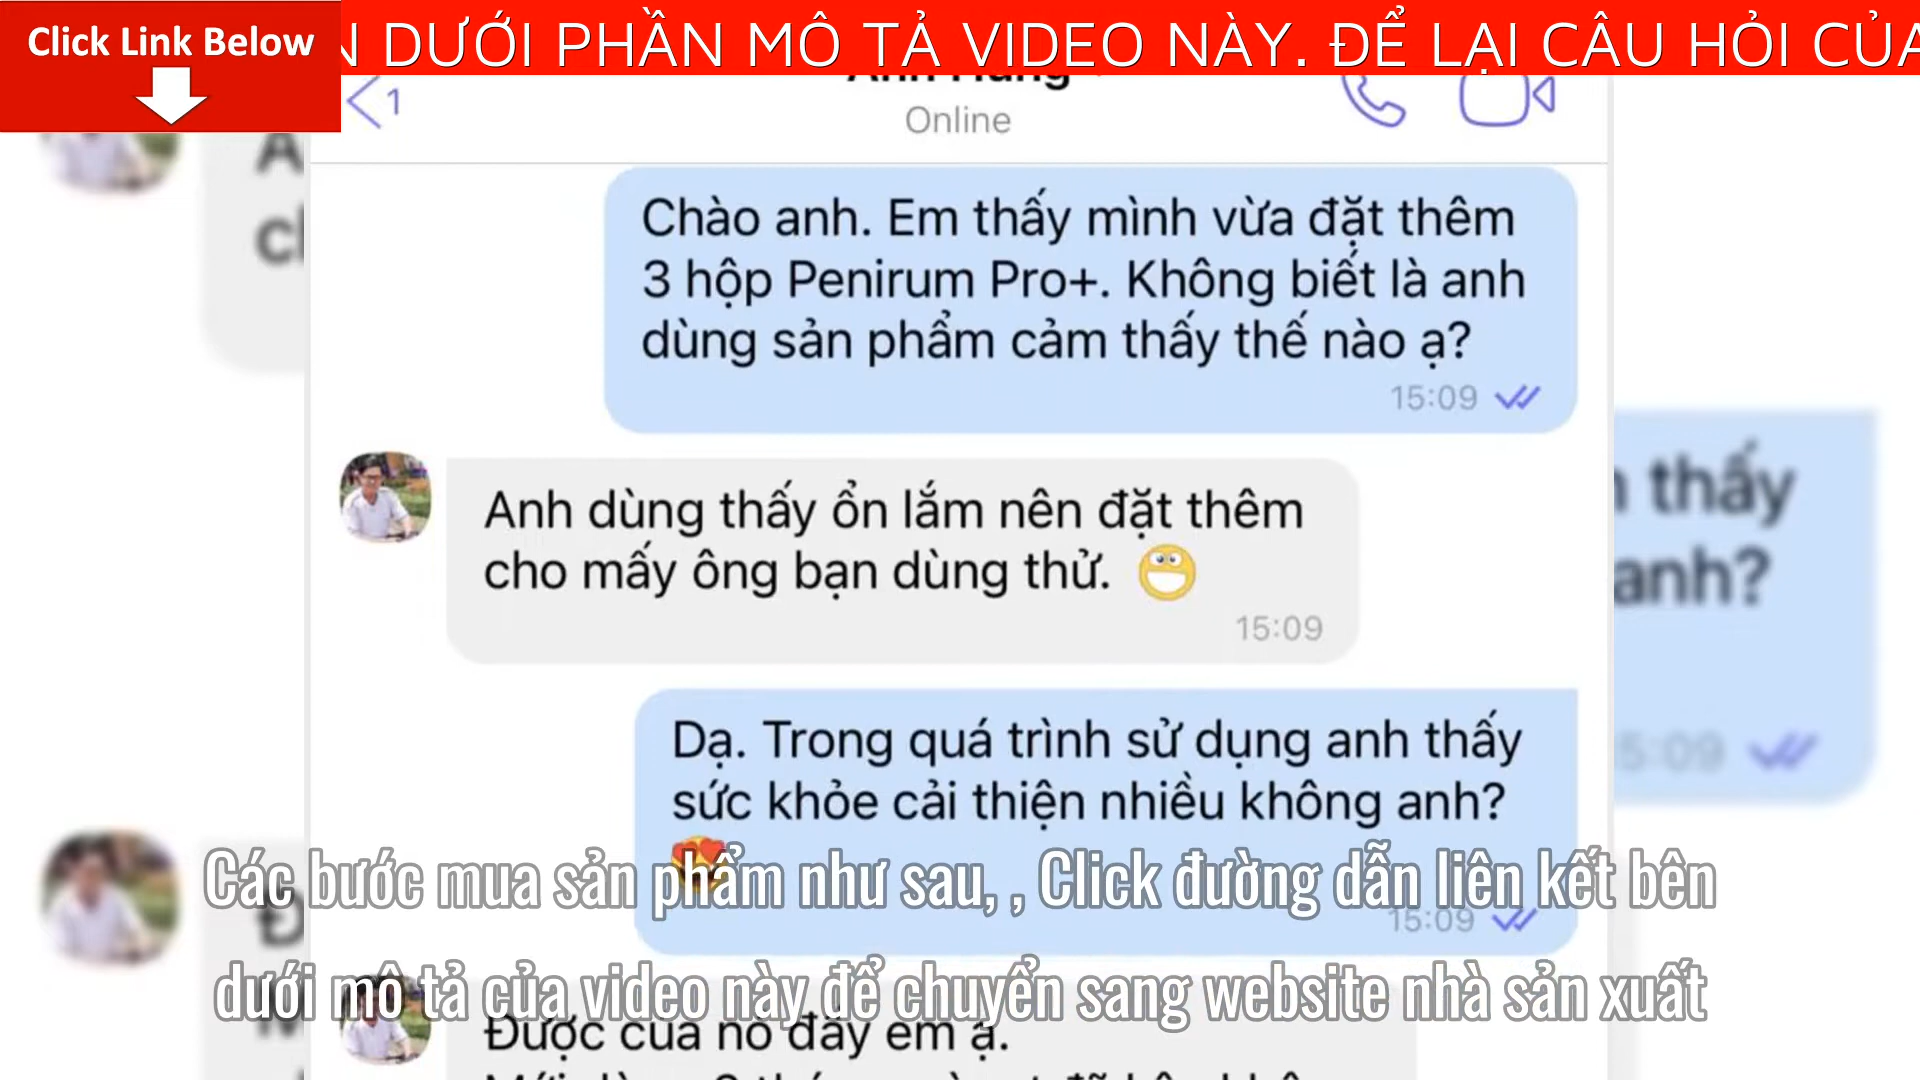 Click Link Below
N DƯỚI PHẦN MÔ TẢ VIDEO NÀY. ĐỂ LẠI CÂU HỎI CỦA
1
Online
Chào anh. Em thấy mình vừa đặt thêm
3 hộp Penirum Pro+. Không biết là anh
dùng sản phẩm cảm thấy thế nào ạ?
15:09
Anh dùng thấy ổn lắm nên đặt thêm
cho mấy ông bạn dùng thử.
15:09
thấy
anh?
15:09
Dạ. Trong quá trình sử dụng anh thấy
sức khỏe cải thiện nhiều không anh?
15:09
Các bước mua sản phẩm như sau, , Click đường dẫn liên kết bên
dưới mô tả của video này để chuyển sang website nhà sản xuất
Được của nó đấy em ạ.